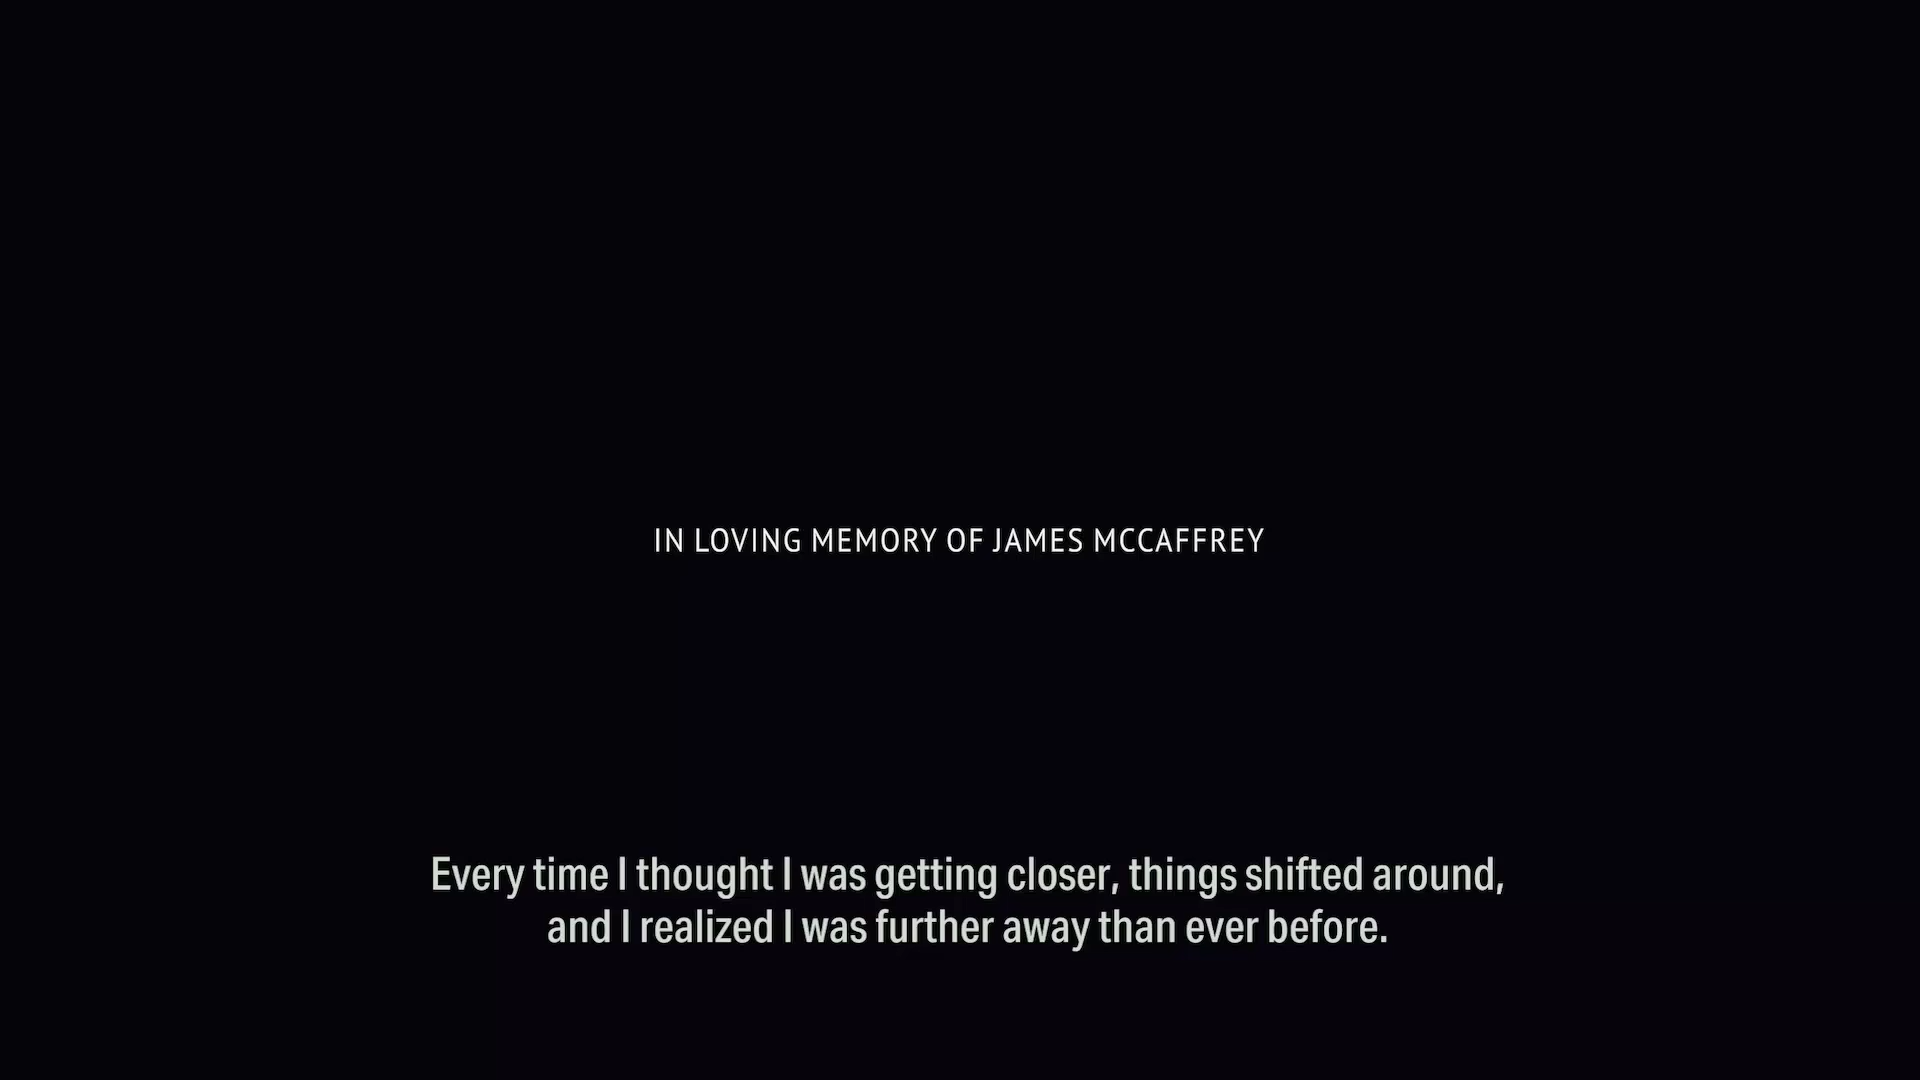 IN LOVING MEMORY OF JAMES MCCAFFREY
Every time I thought I was getting closer, things shifted around,
and I realized I was further away than ever before.